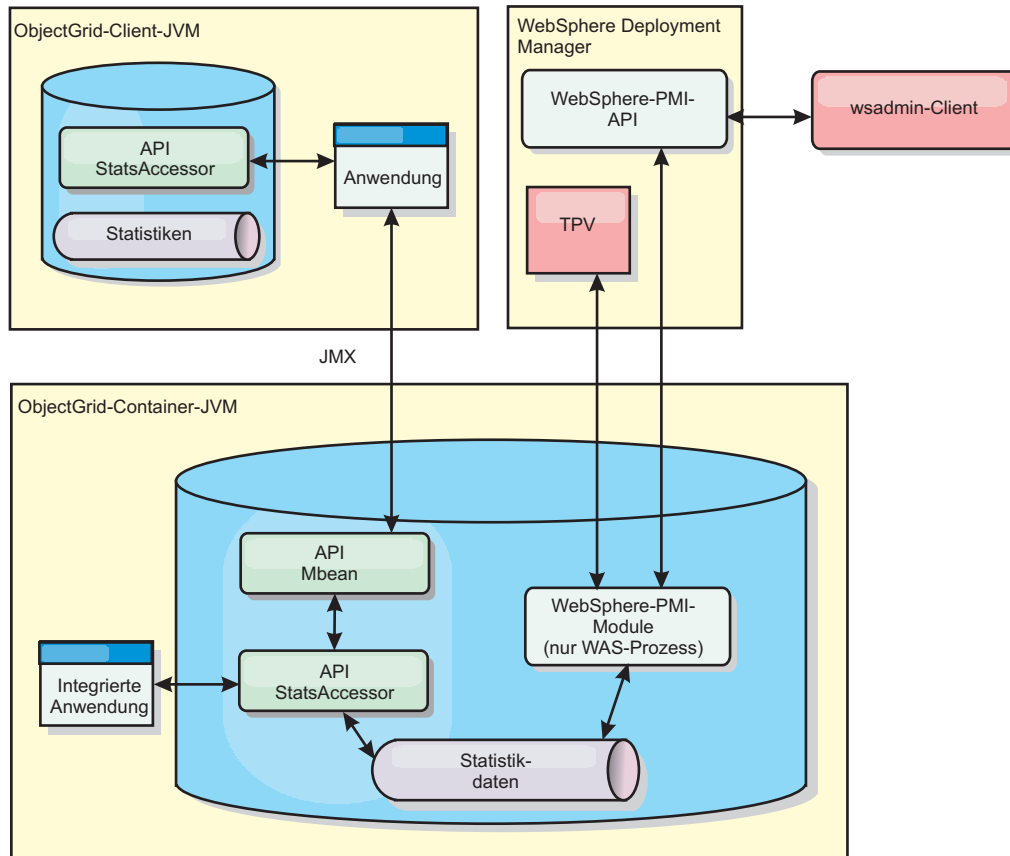 ObjectGrid-Client-JVM
API
StatsAccessor
Statistiken
Anwendung
WebSphere Deployment
Manager
WebSphere-PMI-
API
TPV
wsadmin-Client
JMX
ObjectGrid-Container-JVM
API
Mbean
API
StatsAccessor
Integrierte
Anwendung
WebSphere-PMI-
Module
(nur WAS-Prozess)
Statistik-
daten